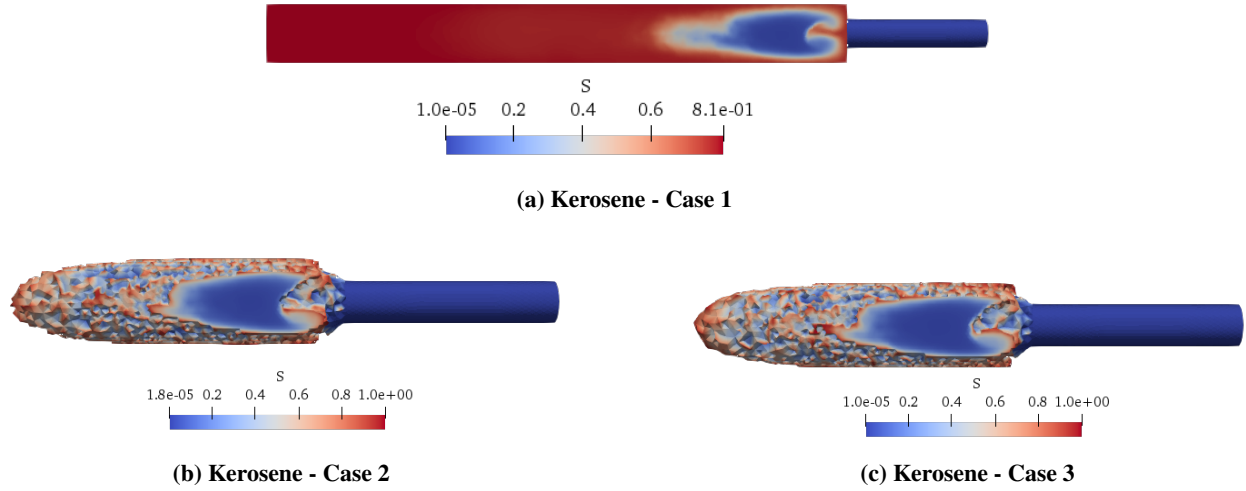 S
1.0e-05 0.2 0.4 0.6 8.1e-01
(a) Kerosene - Case 1
S
1.8e-05 0.2 0.4 0.6 0.8 1.0e+00
(b) Kerosene - Case 2
S
1.0e-05 0.2 0.4 0.6 0.8 1.0e+00
(c) Kerosene - Case 3